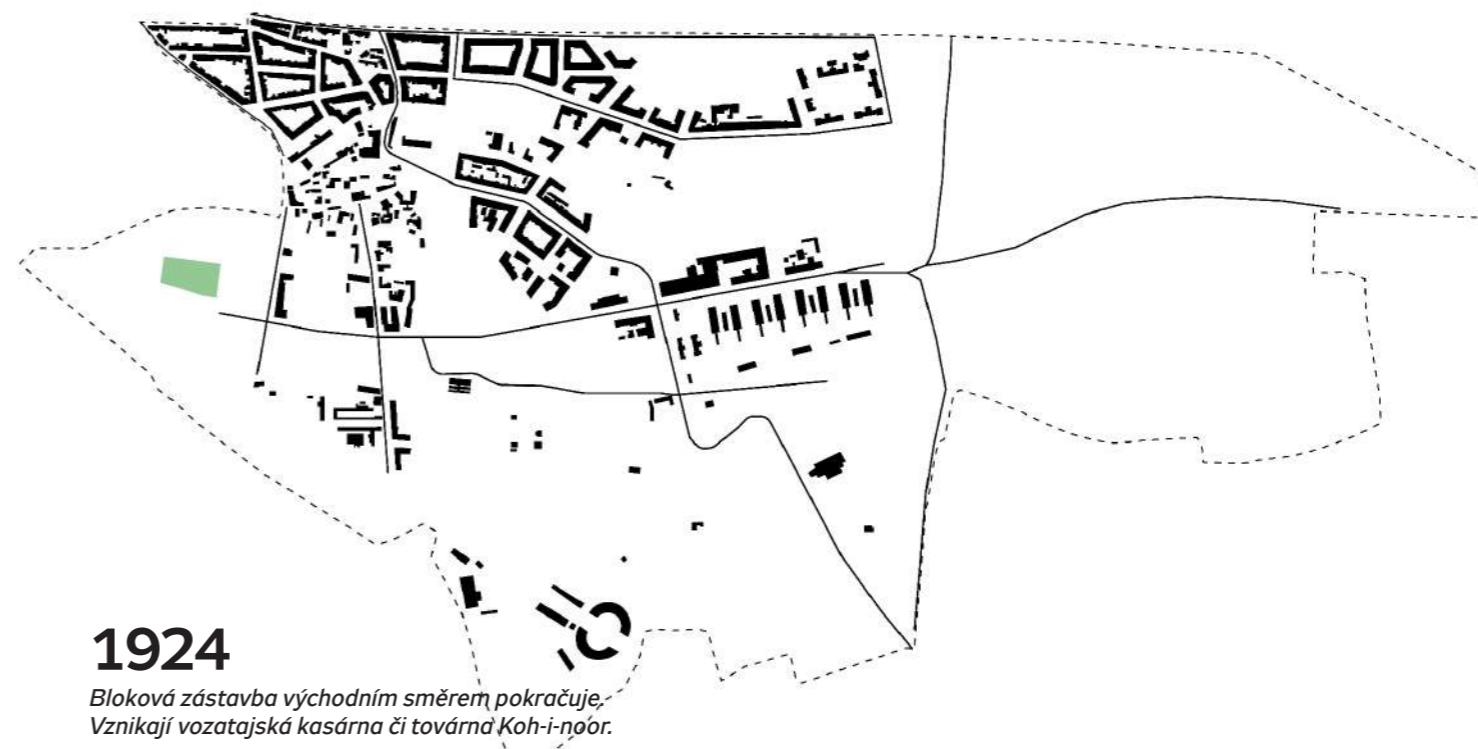 1924
Bloková zástavba východním směrem pokračuje.
Vznikají vozatajská kasárna či továrna Koh-i-noor.